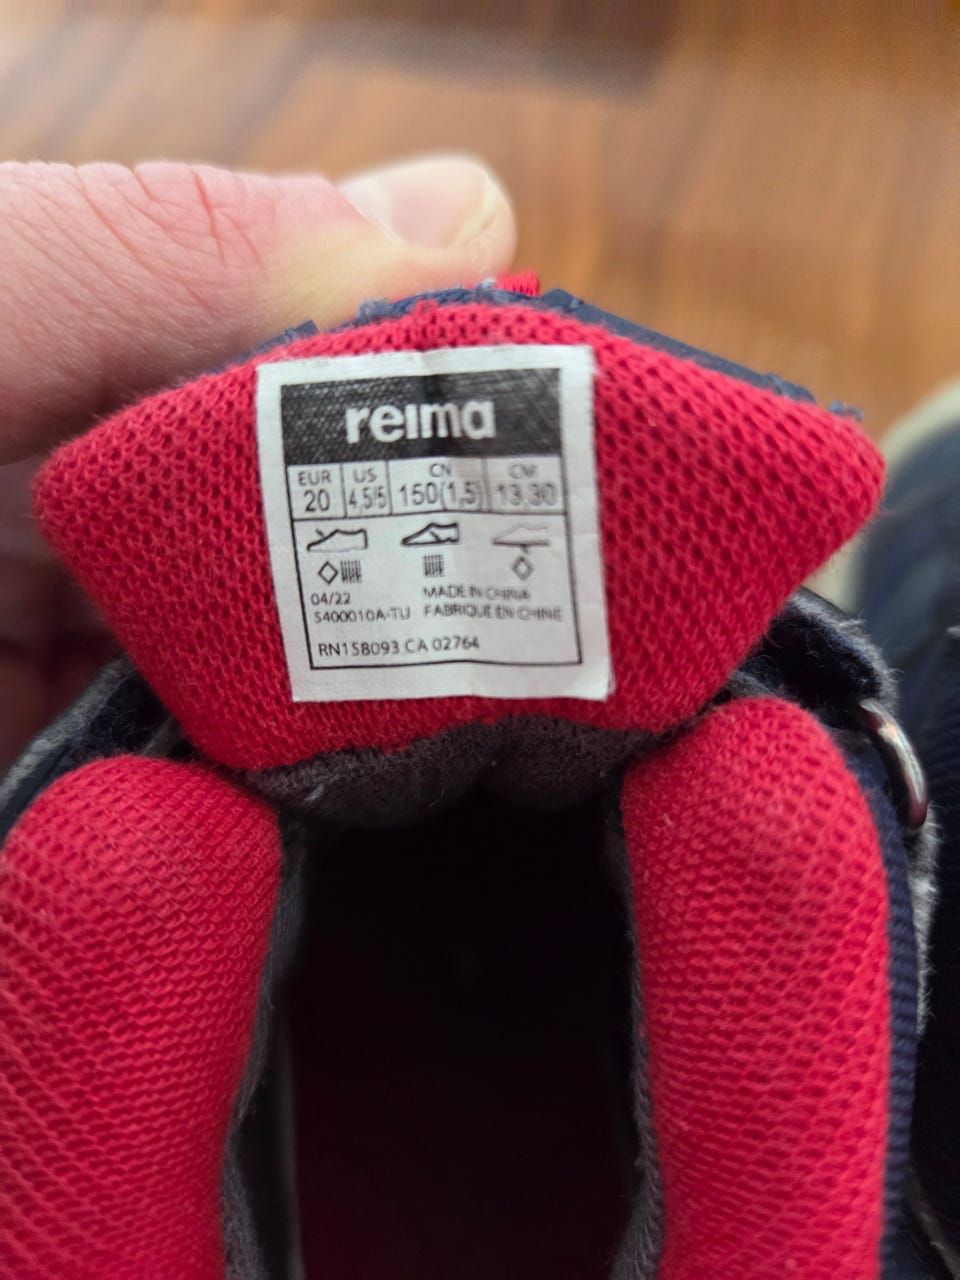 reima
EUR US CN CM
20 4,5/5 150(1,5) 13,30
04/22 MADE IN CHINA
5400010A-TU FABRIQUE EN CHINE
RN158093 CA 02764